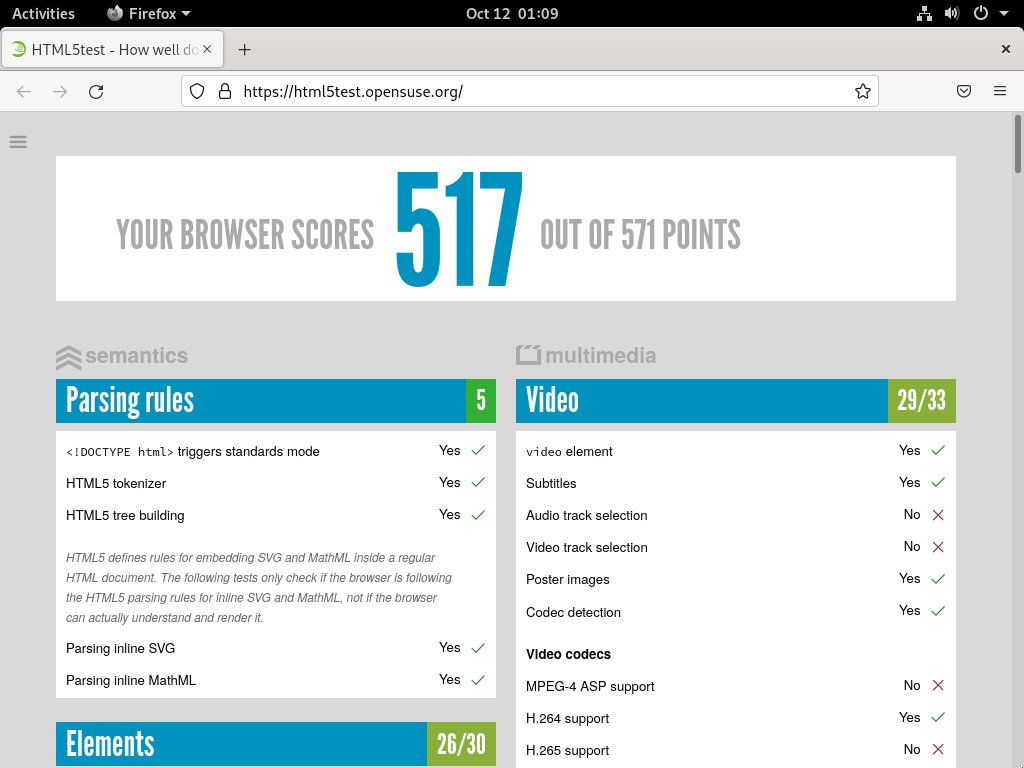 Activities Firefox Oct 12 01:09
HTML5test - How well do
https://html5test.opensuse.org/
YOUR BROWSER SCORES 517 OUT OF 571 POINTS
semantics
Parsing rules 5
<!DOCTYPE html> triggers standards mode Yes
HTML5 tokenizer Yes
HTML5 tree building Yes
HTML5 defines rules for embedding SVG and MathML inside a regular
HTML document. The following tests only check if the browser is following
the HTML5 parsing rules for inline SVG and MathML, not if the browser
can actually understand and render it.
Parsing inline SVG Yes
Parsing inline MathML Yes
Elements 26/30
multimedia
Video 29/33
video element Yes
Subtitles Yes
Audio track selection No
Video track selection No
Poster images Yes
Codec detection Yes
Video codecs
MPEG-4 ASP support No
H.264 support Yes
H.265 support No